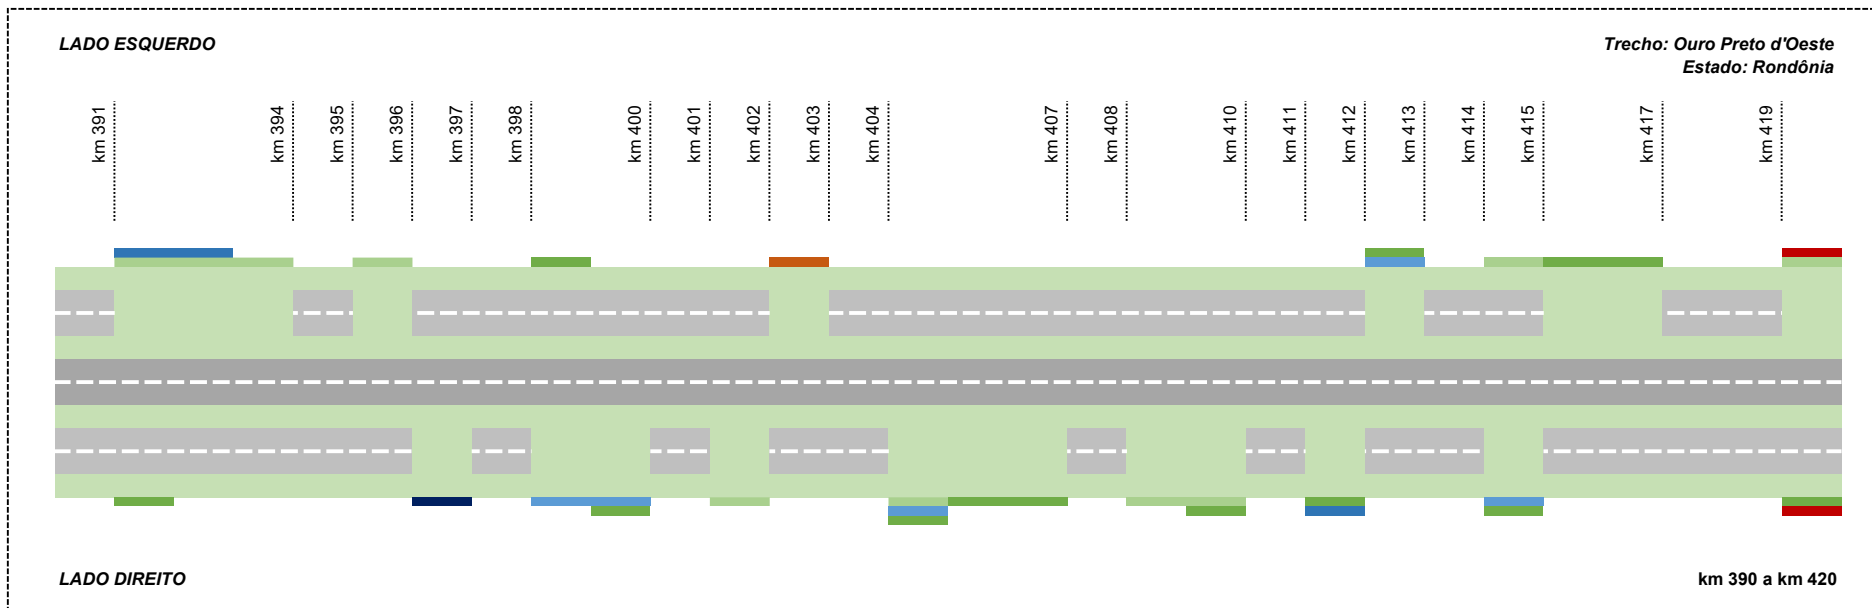 LADO ESQUERDO
Trecho: Ouro Preto d'Oeste
Estado: Rondônia
km 391
km 394
km 395
km 396
km 397
km 398
km 400
km 401
km 402
km 403
km 404
km 407
km 408
km 410
km 411
km 412
km 413
km 414
km 415
km 417
km 419
LADO DIREITO
km 390 a km 420